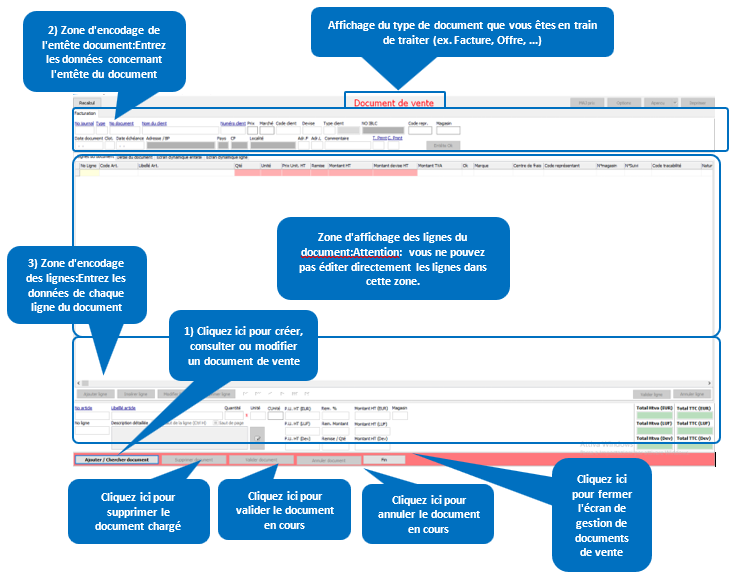 Affichage du type de document que vous êtes en train
de traiter (ex. Facture, Offre, ...)
2) Zone d'encodage de
l'entête document:Entrez
les données concernant
l'entête du document
Recalcul
Document de vente
Options
Facturation
No journal Type No document Nom du client Numéro client Prix Marché Code client Devise Type client NO IBLC Code repr. Magasin
Date document Clot. Date échéance Adresse / BP Pays CP Localité Adr.F Adr.L Commentaire
Entête Ok
Lignes du document Détail du document Ecran dynamique entête Ecran dynamique ligne
No Ligne Code Art. Libellé Art. Qté Unité Prix Unit. HT Remise Montant HT Montant devise HT Montant TVA Ok Marque Centre de frais Code représentant N°magasin N°Suivi Code tracabilité Natur
Zone d'affichage des lignes du
document:Attention: vous ne pouvez
pas éditer directement les lignes dans
cette zone.
3) Zone d'encodage
des lignes:Entrez les
données de chaque
ligne du document
1) Cliquez ici pour créer,
consulter ou modifier
un document de vente
No article Libellé article Quantité Unité P.U. HT (EUR) Rem. % Montant HT (EUR) Magasin Total Htva (EUR) Total TTC (EUR)
No ligne Description détaillée Saut de page P.U. HT (LUF) Rem. Montant Montant HT (LUF) Total Htva (LUF) Total TTC (LUF)
P.U. HT (Dev) Remise / Qté Montant HT (Dev) Total Htva (Dev) Total TTC (Dev)
Ajouter / Chercher document Supprimer document Valider document Annuler document Fin
Cliquez ici pour
supprimer le
document chargé
Cliquez ici pour
valider le document
en cours
Cliquez ici pour
annuler le document
en cours
Cliquez ici
pour fermer
l'écran de
gestion de
documents
de vente